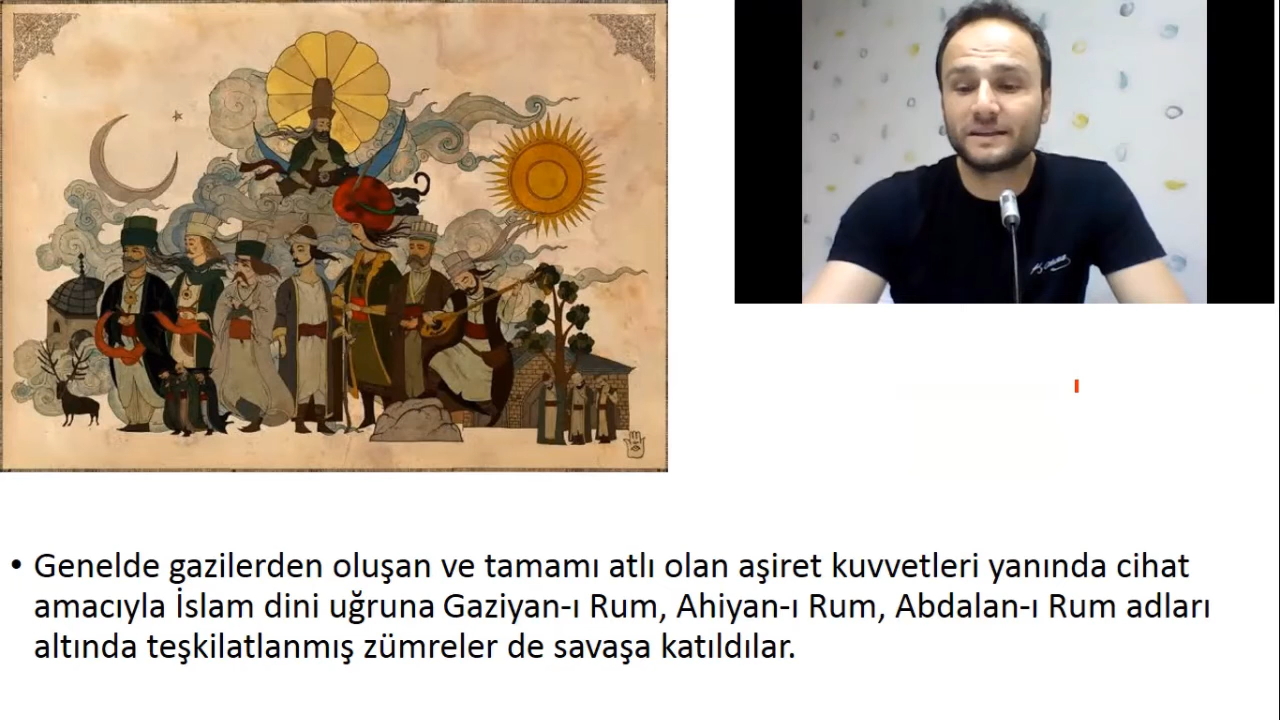 • Genelde gazilerden oluşan ve tamamı atlı olan aşiret kuvvetleri yanında cihat
amacıyla İslam dini uğruna Gaziyan-ı Rum, Ahiyan-ı Rum, Abdalan-ı Rum adları
altında teşkilatlanmış zümreler de savaşa katıldılar.